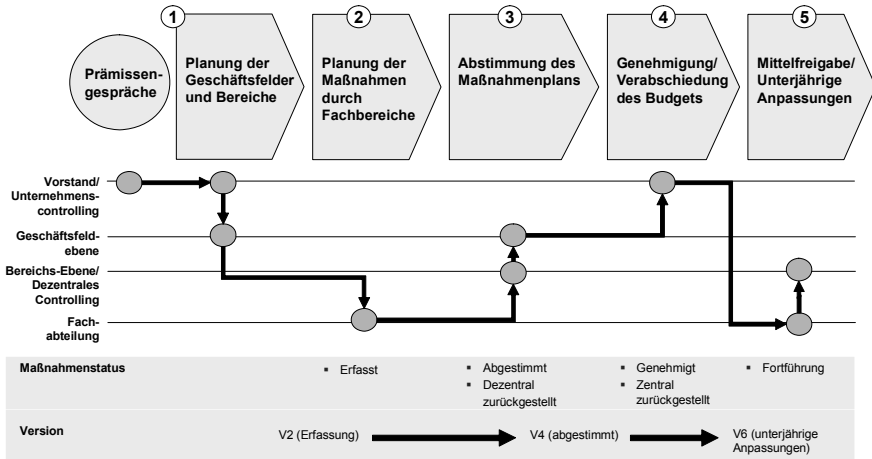 1
2
3
4
5
Prämissen-
gespräche
Planung der
Geschäftsfelder
und Bereiche
Planung der
Maßnahmen
durch
Fachbereiche
Abstimmung des
Maßnahmenplans
Genehmigung/
Verabschiedung
des Budgets
Mittelfreigabe/
Unterjährige
Anpassungen
Vorstand/
Unternehmens-
controlling
Geschäftsfeld-
ebene
Bereichs-Ebene/
Dezentrales
Controlling
Fach-
abteilung
Maßnahmenstatus
▪ Erfasst
▪ Abgestimmt
▪ Dezentral
zurückgestellt
▪ Genehmigt
▪ Zentral
zurückgestellt
▪ Fortführung
Version
V2 (Erfassung)
V4 (abgestimmt)
V6 (unterjährige
Anpassungen)